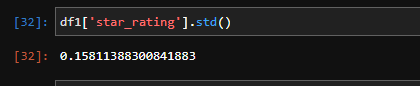 [32]: df1['star_rating'].std()
[32]: 0.15811388300841883